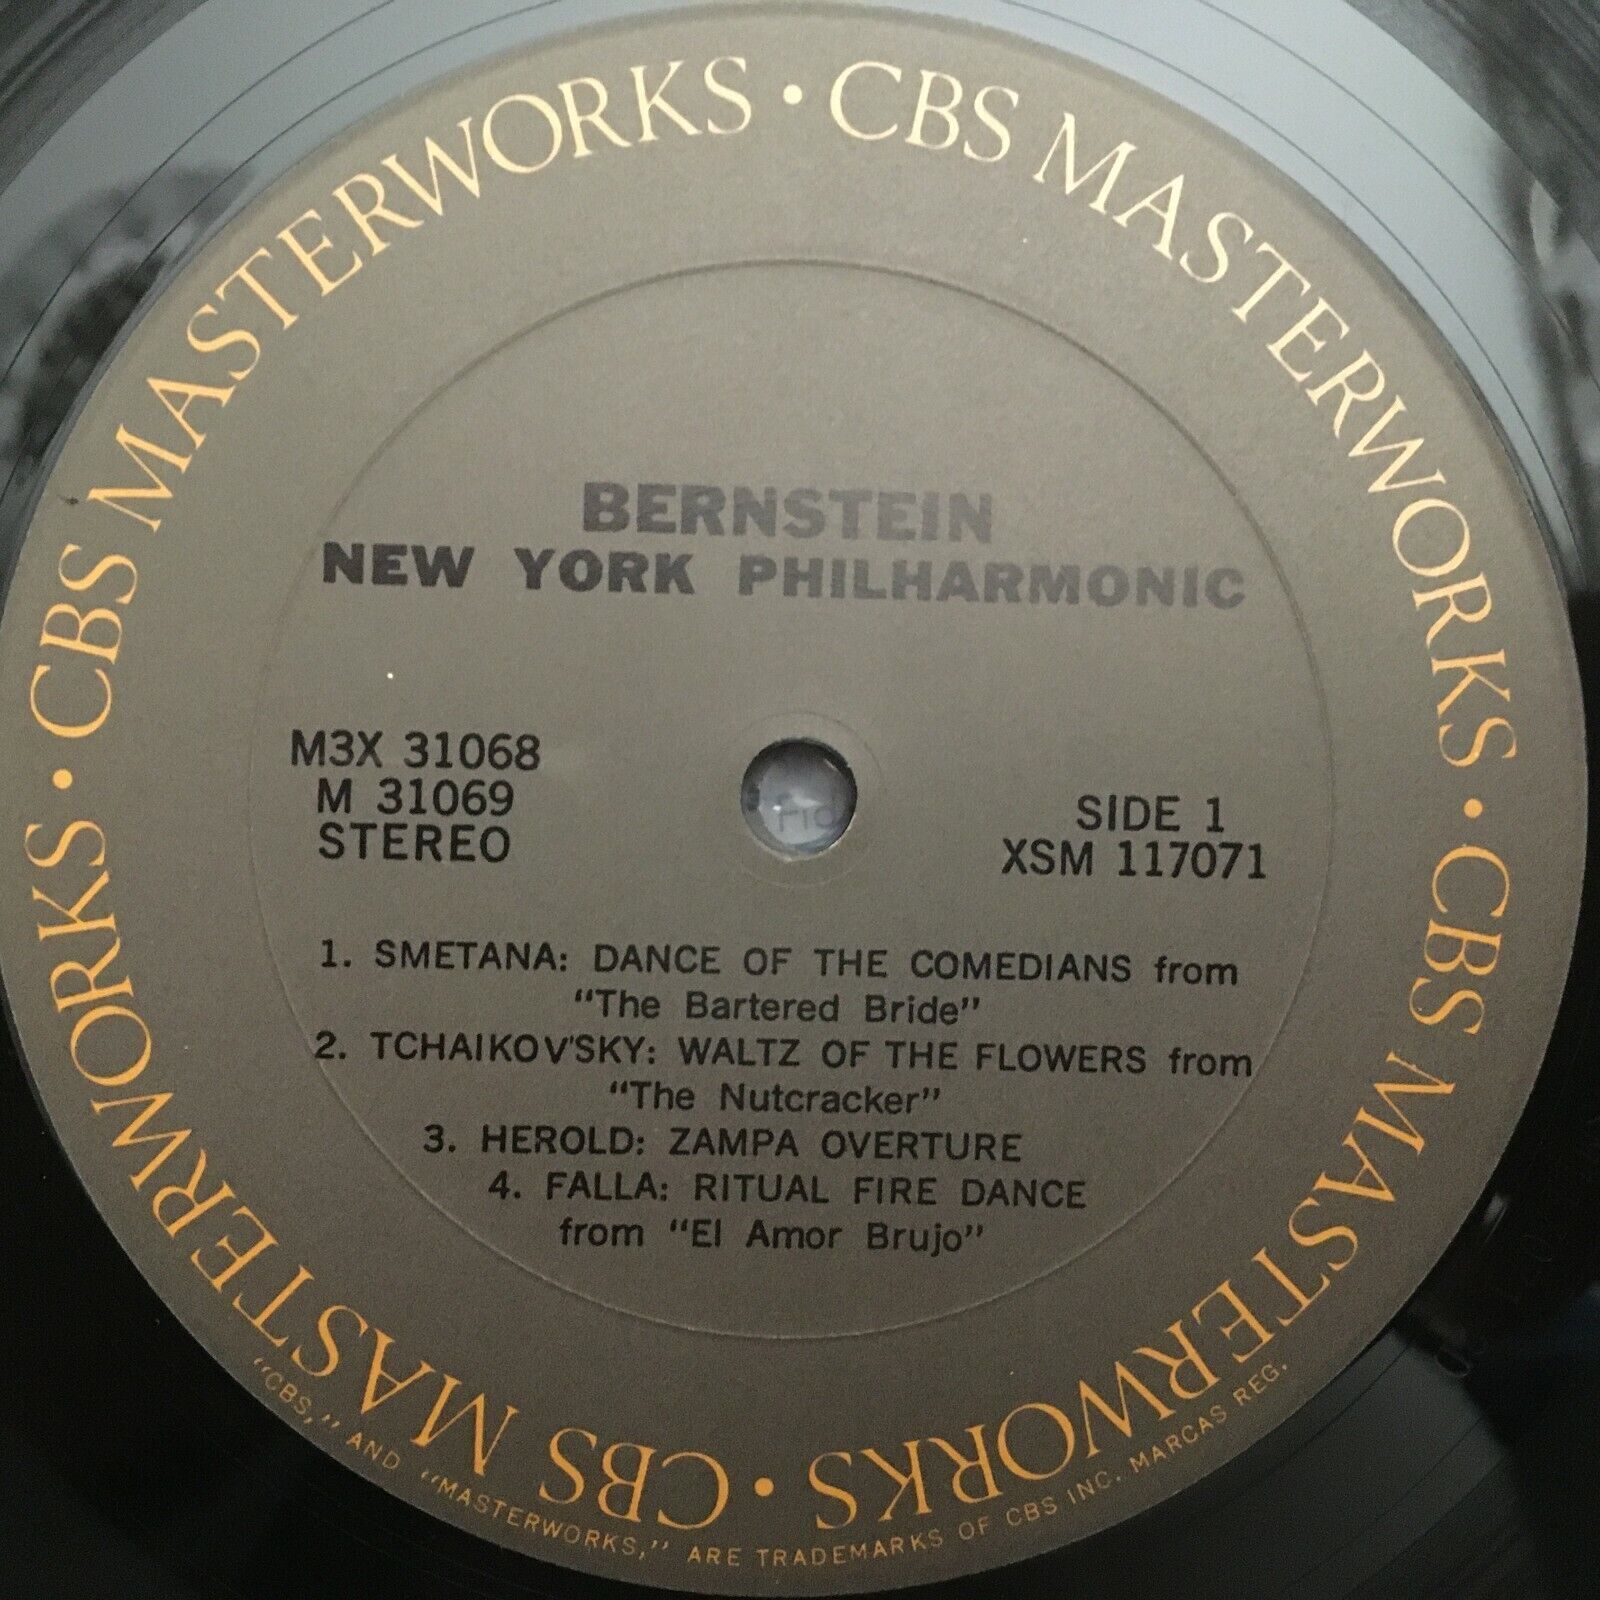 CBS MASTERWORKS · CBS MASTERWORKS · CBS MASTERWORKS · CBS MASTERWORKS ·
BERNSTEIN
NEW YORK PHILHARMONIC
M3X 31068
M 31069
STEREO
SIDE 1
XSM 117071
1. SMETANA: DANCE OF THE COMEDIANS from
"The Bartered Bride"
2. TCHAIKOV'SKY: WALTZ OF THE FLOWERS from
"The Nutcracker"
3. HEROLD: ZAMPA OVERTURE
4. FALLA: RITUAL FIRE DANCE
from "El Amor Brujo"
"CBS," AND "MASTERWORKS," ARE TRADEMARKS OF CBS INC. MARCAS REG.